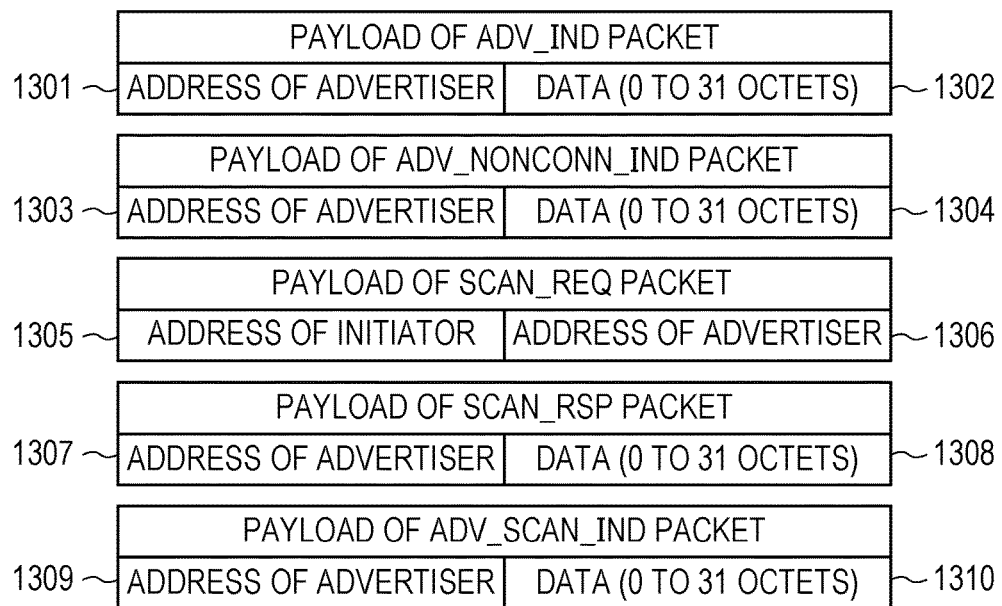 PAYLOAD OF ADV_IND PACKET
1301 ADDRESS OF ADVERTISER DATA (0 TO 31 OCTETS) 1302
PAYLOAD OF ADV_NONCONN_IND PACKET
1303 ADDRESS OF ADVERTISER DATA (0 TO 31 OCTETS) 1304
PAYLOAD OF SCAN_REQ PACKET
1305 ADDRESS OF INITIATOR ADDRESS OF ADVERTISER 1306
PAYLOAD OF SCAN_RSP PACKET
1307 ADDRESS OF ADVERTISER DATA (0 TO 31 OCTETS) 1308
PAYLOAD OF ADV_SCAN_IND PACKET
1309 ADDRESS OF ADVERTISER DATA (0 TO 31 OCTETS) 1310